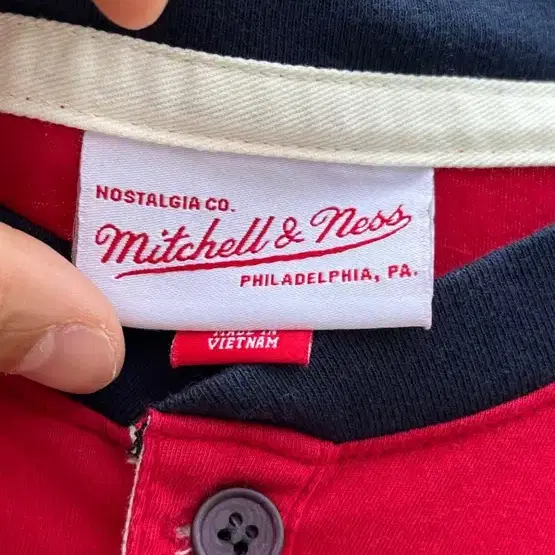 NOSTALGIA CO.
Mitchell & Ness
PHILADELPHIA, PA.
MADE IN
VIETNAM